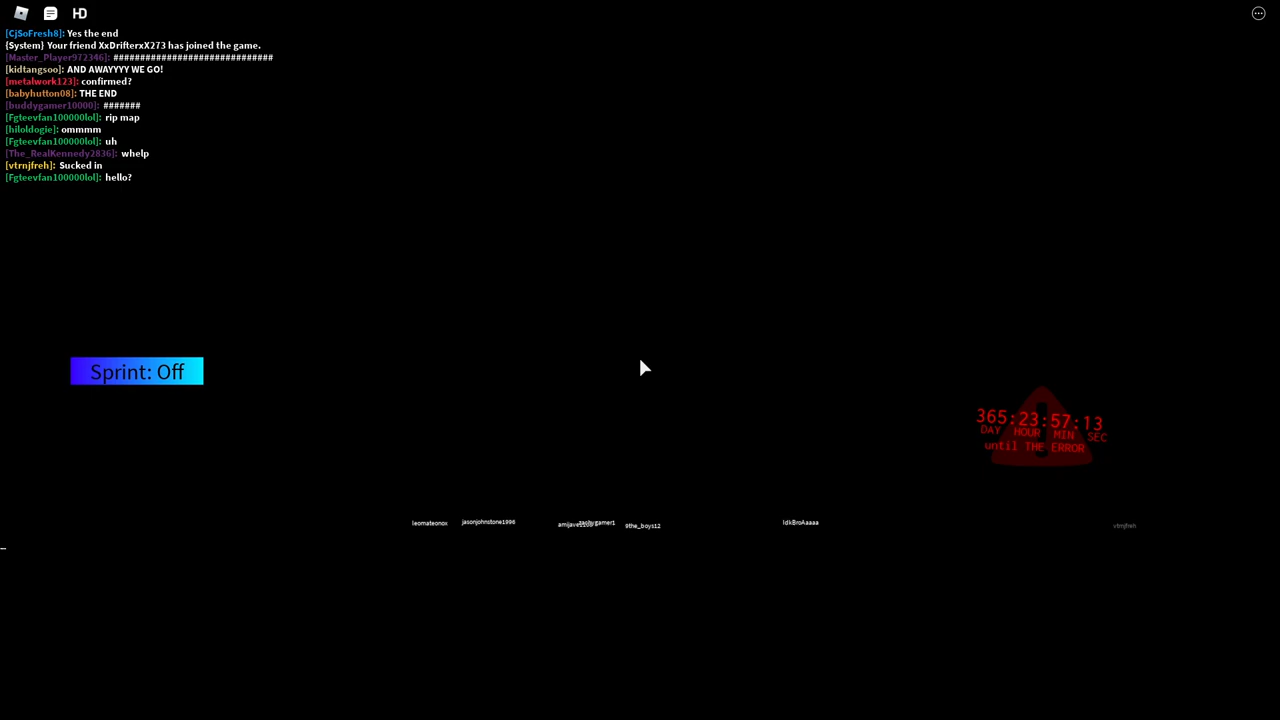 HD
[CjSoFresh8]: Yes the end
{System} Your friend XxDrifterxX273 has joined the game.
[Master_Player972346]: ##############################
[kidtangsoo]: AND AWAYYYY WE GO!
[metalwork123]: confirmed?
[babyhutton08]: THE END
[buddygamer10000]: #######
[Fgteevfan100000lol]: rip map
[hiloldogie]: ommmm
[Fgteevfan100000lol]: uh
[The_RealKennedy2836]: whelp
[vtrnjfreh]: Sucked in
[Fgteevfan100000lol]: hello?
Sprint: Off
365:23:57:13
DAY HOUR MIN SEC
until THE ERROR
leomateonox jasonjohnstone1996 9the_boys12 IdkBroAaaaa vtrnjfreh